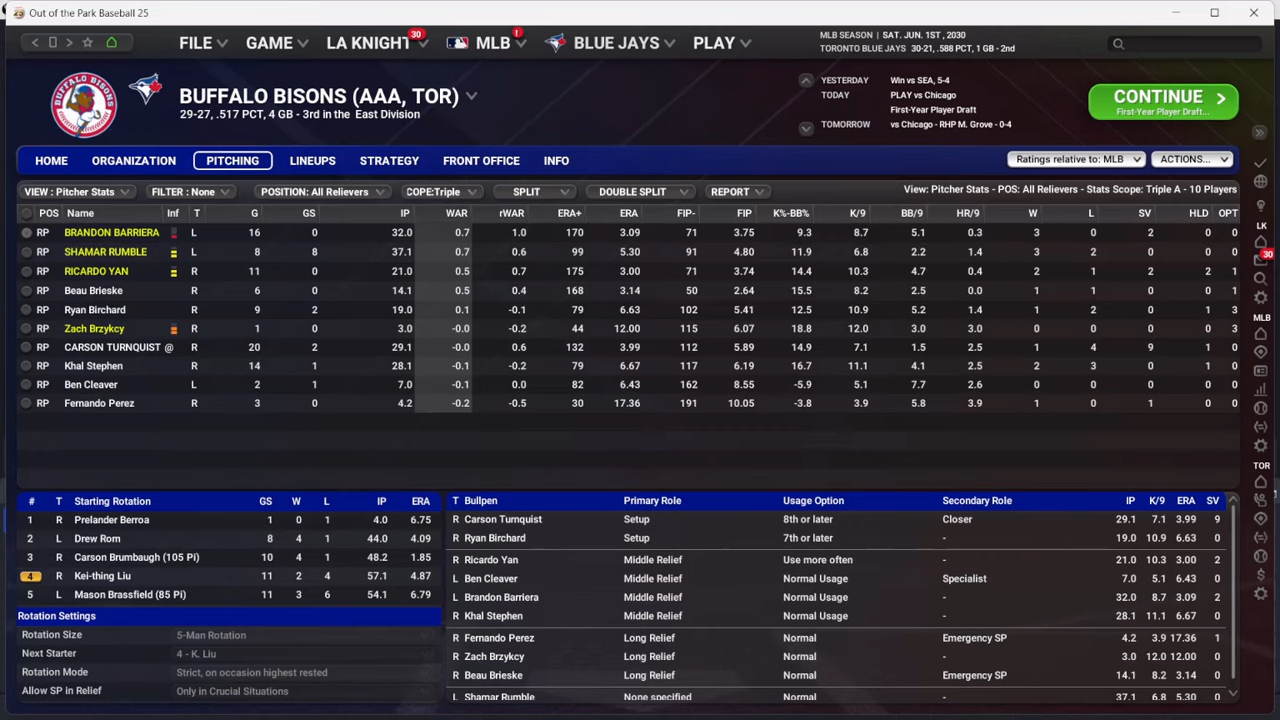 Out of the Park Baseball 25
FILE GAME LA KNIGHT 30 MLB ! BLUE JAYS PLAY
MLB SEASON | SAT. JUN. 1ST, 2030
TORONTO BLUE JAYS 30-21, .588 PCT, 1 GB - 2nd
BUFFALO BISONS (AAA, TOR)
29-27, .517 PCT, 4 GB - 3rd in the East Division
YESTERDAY Win vs SEA, 5-4
TODAY PLAY vs Chicago
First-Year Player Draft
TOMORROW vs Chicago - RHP M. Grove - 0-4
CONTINUE
First-Year Player Draft...
HOME ORGANIZATION PITCHING LINEUPS STRATEGY FRONT OFFICE INFO
Ratings relative to: MLB ACTIONS...
VIEW : Pitcher Stats FILTER : None POSITION: All Relievers COPE:Triple SPLIT DOUBLE SPLIT REPORT View: Pitcher Stats - POS: All Relievers - Stats Scope: Triple A - 10 Players
POS Name Inf T G GS IP WAR rWAR ERA+ ERA FIP- FIP K%-BB% K/9 BB/9 HR/9 W L SV HLD OPT
RP BRANDON BARRIERA L 16 0 32.0 0.7 1.0 170 3.09 71 3.75 9.3 8.7 5.1 0.3 3 0 2 0 0
RP SHAMAR RUMBLE L 8 8 37.1 0.7 0.6 99 5.30 91 4.80 11.9 6.8 2.2 1.4 3 2 0 0 0
RP RICARDO YAN R 11 0 21.0 0.5 0.7 175 3.00 71 3.74 14.4 10.3 4.7 0.4 2 1 2 2 1
RP Beau Brieske R 6 0 14.1 0.5 0.4 168 3.14 50 2.64 15.5 8.2 2.5 0.0 1 0 0 0 1
RP Ryan Birchard R 9 2 19.0 0.1 -0.1 79 6.63 102 5.41 12.5 10.9 5.2 1.4 1 2 0 1 3
RP Zach Brzykcy R 1 0 3.0 -0.0 -0.2 44 12.00 115 6.07 18.8 12.0 3.0 3.0 0 0 0 0 3
RP CARSON TURNQUIST @ R 20 2 29.1 -0.0 0.6 132 3.99 112 5.89 14.9 7.1 1.5 2.5 1 4 9 1 0
RP Khal Stephen R 14 1 28.1 -0.1 -0.2 79 6.67 117 6.19 16.7 11.1 4.1 2.5 2 3 0 1 0
RP Ben Cleaver L 2 1 7.0 -0.1 0.0 82 6.43 162 8.55 -5.9 5.1 7.7 2.6 0 0 0 0 0
RP Fernando Perez R 3 0 4.2 -0.2 -0.5 30 17.36 191 10.05 -3.8 3.9 5.8 3.9 1 0 1 0 0
# T Starting Rotation GS W L IP ERA
1 R Prelander Berroa 1 0 1 4.0 6.75
2 L Drew Rom 8 4 1 44.0 4.09
3 R Carson Brumbaugh (105 Pi) 10 4 1 48.2 1.85
4 R Kei-thing Liu 11 2 4 57.1 4.87
5 L Mason Brassfield (85 Pi) 11 3 6 54.1 6.79
Rotation Settings
Rotation Size 5-Man Rotation
Next Starter 4 - K. Liu
Rotation Mode Strict, on occasion highest rested
Allow SP in Relief Only in Crucial Situations
T Bullpen Primary Role Usage Option Secondary Role IP K/9 ERA SV
R Carson Turnquist Setup 8th or later Closer 29.1 7.1 3.99 9
R Ryan Birchard Setup 7th or later - 19.0 10.9 6.63 0
R Ricardo Yan Middle Relief Use more often - 21.0 10.3 3.00 2
L Ben Cleaver Middle Relief Normal Usage Specialist 7.0 5.1 6.43 0
L Brandon Barriera Middle Relief Normal Usage - 32.0 8.7 3.09 2
R Khal Stephen Middle Relief Normal Usage - 28.1 11.1 6.67 0
R Fernando Perez Long Relief Normal Emergency SP 4.2 3.9 17.36 1
R Zach Brzykcy Long Relief Normal - 3.0 12.0 12.00 0
R Beau Brieske Long Relief Normal Emergency SP 14.1 8.2 3.14 0
L Shamar Rumble None specified Normal - 37.1 6.8 5.30 0
LK
30
MLB
TOR